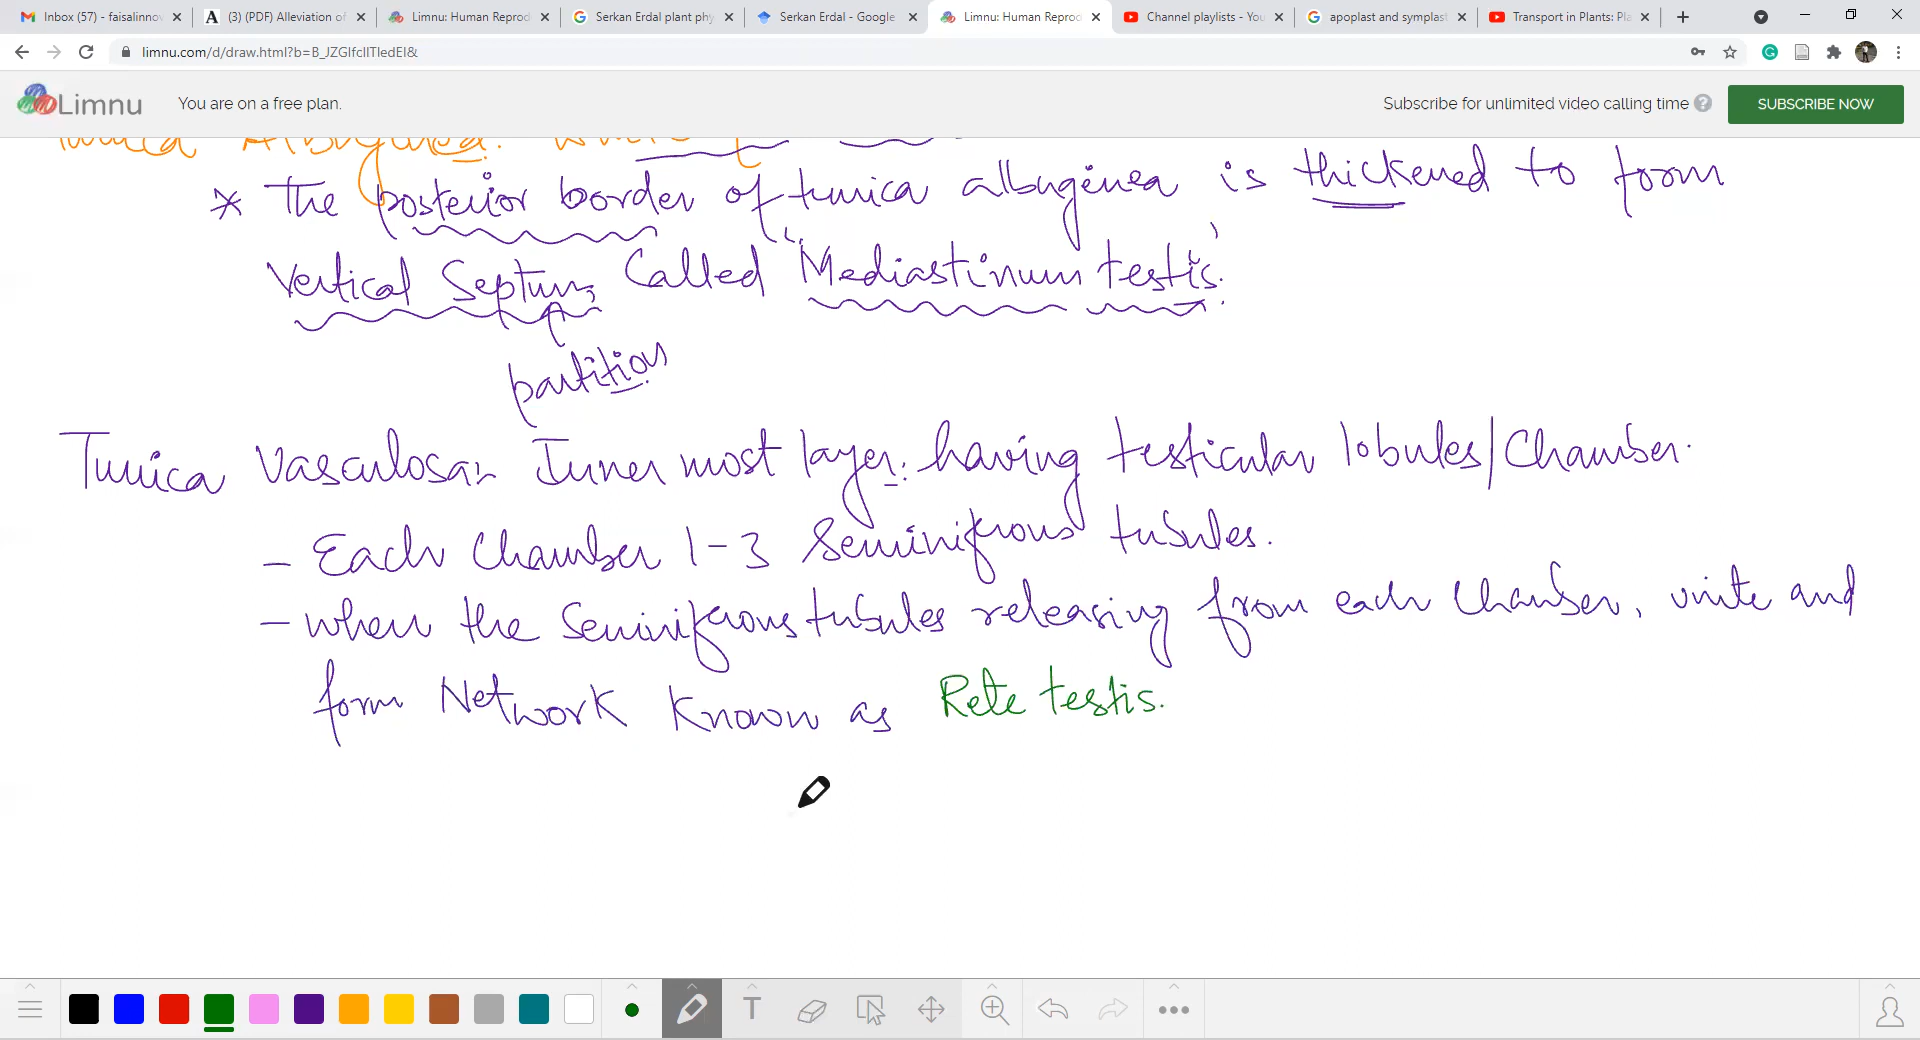 Inbox (57) - faisalinnov
(3) (PDF) Alleviation of
Limnu: Human Reprod
Serkan Erdal plant phy
Serkan Erdal - Google
Limnu: Human Reprod
Channel playlists - You
apoplast and symplast
Transport in Plants: Pla
limnu.com/d/draw.html?b=B_JZGlfclITledEI&
Limnu You are on a free plan. Subscribe for unlimited video calling time ? SUBSCRIBE NOW
* The posterior border of tunica albugenea is thickened to form
Vertical Septum, Called "Mediastinum testis".
partition
Tunica Vasculosa:- Inner most layer: having testicular lobules/Chamber.
- Each Chamber 1-3 Seminifrous tubules.
- when the Seminiferous tubules releasing from each Chamber, unite and
form Network Known as Rete testis.
T